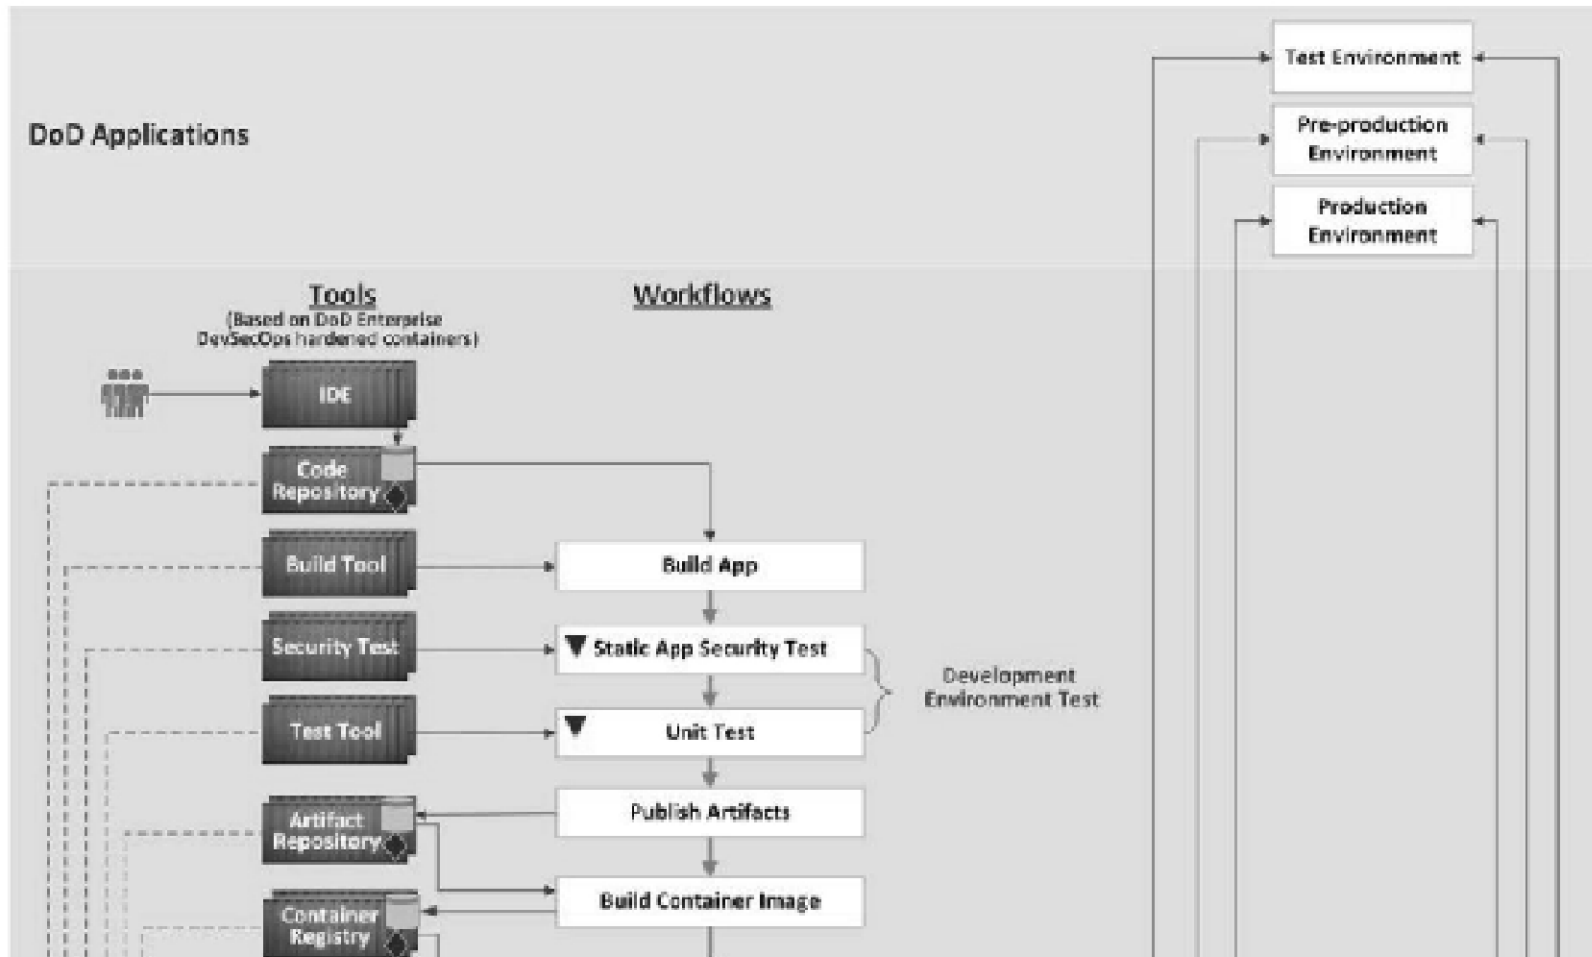 Test Environment
DoD Applications
Pre-production
Environment
Production
Environment
Tools
(Based on DoD Enterprise
DevSecOps hardened containers)
Workflows
IDE
Code
Repository
Build Tool
Build App
Security Test
Static App Security Test
Development
Environment Test
Test Tool
Unit Test
Artifact
Repository
Publish Artifacts
Build Container Image
Container
Registry